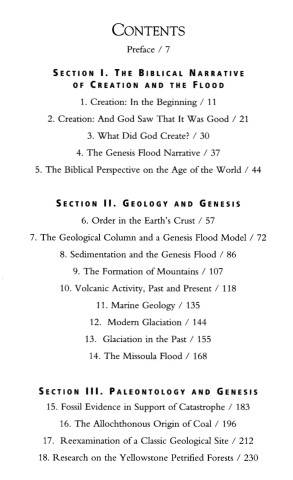 CONTENTS
Preface / 7
SECTION I. THE BIBLICAL NARRATIVE
OF CREATION AND THE FLOOD
1. Creation: In the Beginning / 11
2. Creation: And God Saw That It Was Good / 21
3. What Did God Create? / 30
4. The Genesis Flood Narrative / 37
5. The Biblical Perspective on the Age of the World / 44
SECTION II. GEOLOGY AND GENESIS
6. Order in the Earth's Crust / 57
7. The Geological Column and a Genesis Flood Model / 72
8. Sedimentation and the Genesis Flood / 86
9. The Formation of Mountains / 107
10. Volcanic Activity, Past and Present / 118
11. Marine Geology / 135
12. Modern Glaciation / 144
13. Glaciation in the Past / 155
14. The Missoula Flood / 168
SECTION III. PALEONTOLOGY AND GENESIS
15. Fossil Evidence in Support of Catastrophe / 183
16. The Allochthonous Origin of Coal / 196
17. Reexamination of a Classic Geological Site / 212
18. Research on the Yellowstone Petrified Forests / 230